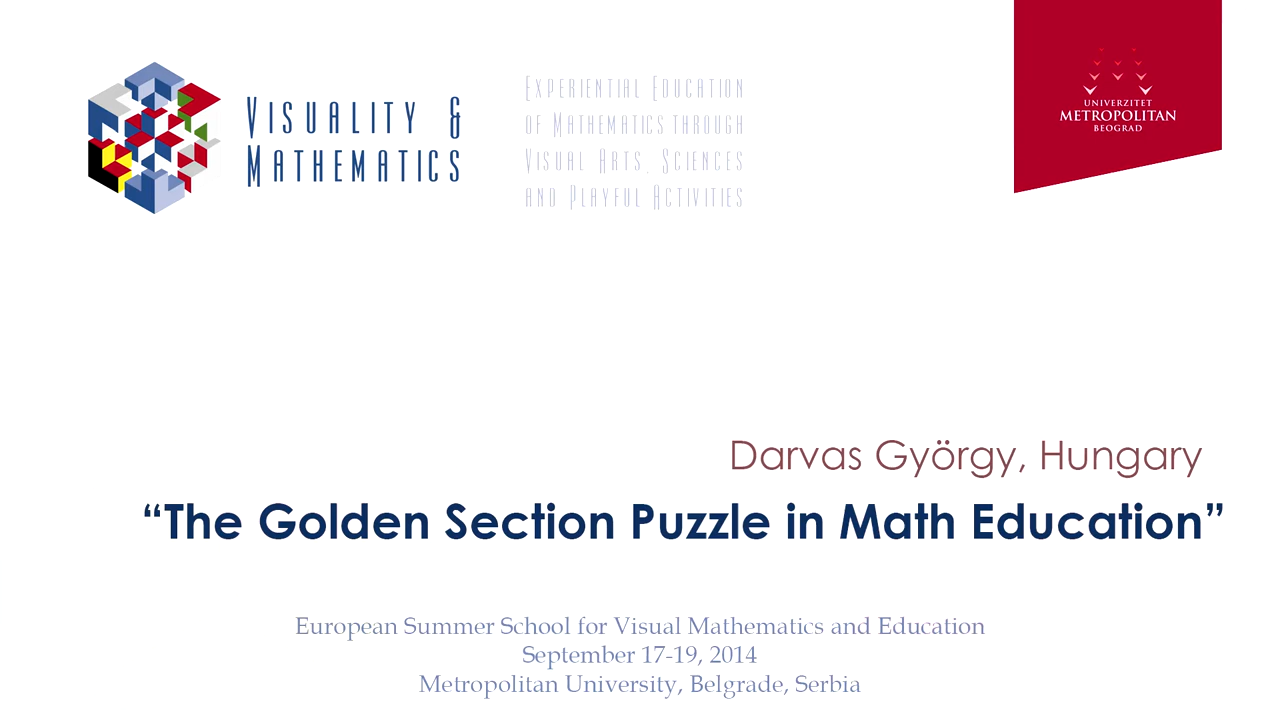 VISUALITY &
MATHEMATICS
EXPERIENTIAL EDUCATION
OF MATHEMATICS THROUGH
VISUAL ARTS, SCIENCES
AND PLAYFUL ACTIVITIES
UNIVERZITET
METROPOLITAN
BEOGRAD
Darvas György, Hungary
“The Golden Section Puzzle in Math Education”
European Summer School for Visual Mathematics and Education
September 17-19, 2014
Metropolitan University, Belgrade, Serbia